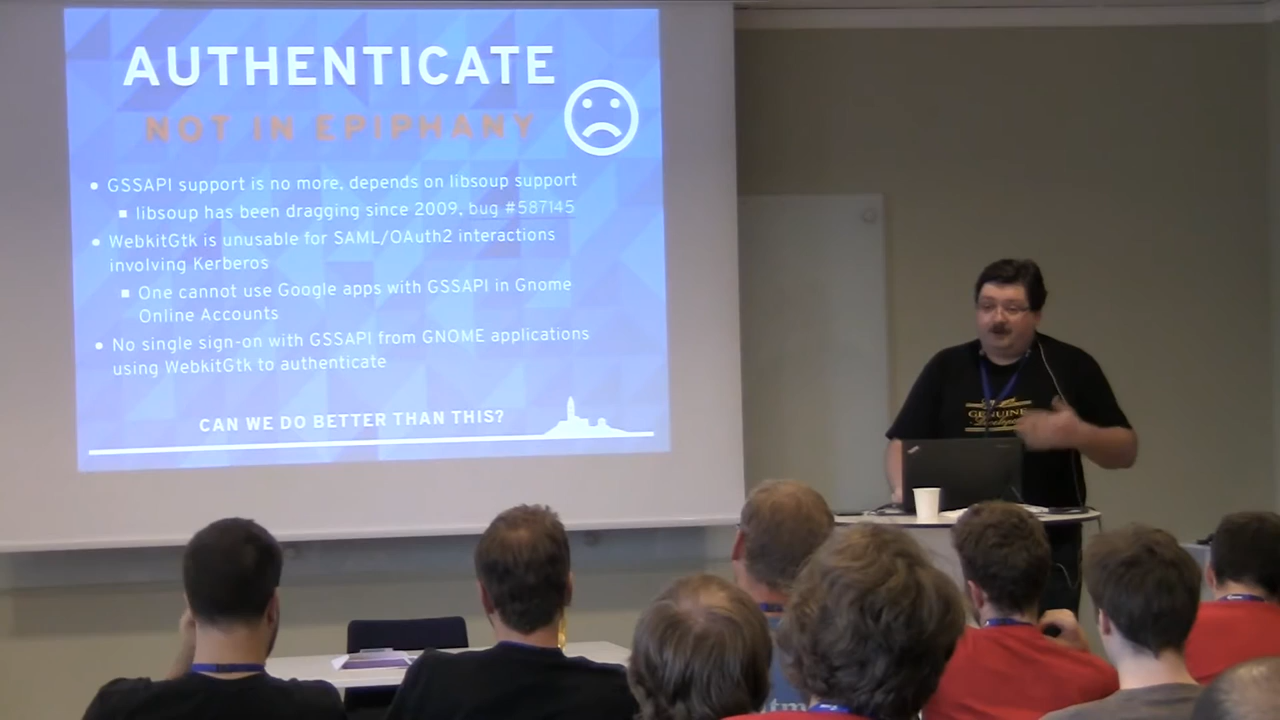 AUTHENTICATE
NOT IN EPIPHANY
• GSSAPI support is no more, depends on libsoup support
▪ libsoup has been dragging since 2009, bug #587145
• WebkitGtk is unusable for SAML/OAuth2 interactions
involving Kerberos
▪ One cannot use Google apps with GSSAPI in Gnome
Online Accounts
• No single sign-on with GSSAPI from GNOME applications
using WebkitGtk to authenticate
CAN WE DO BETTER THAN THIS?
GENUINE